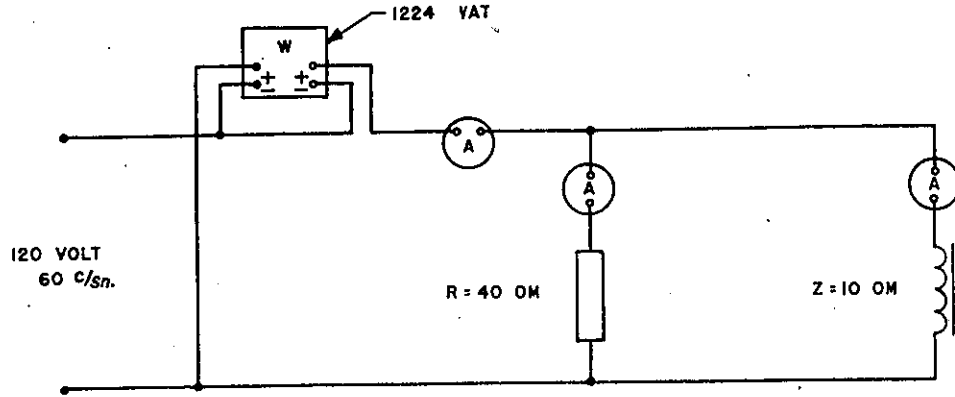 1224 VAT
W
+ +
- -
A
A
A
120 VOLT
60 C/Sn.
R = 40 OM
Z = 10 OM